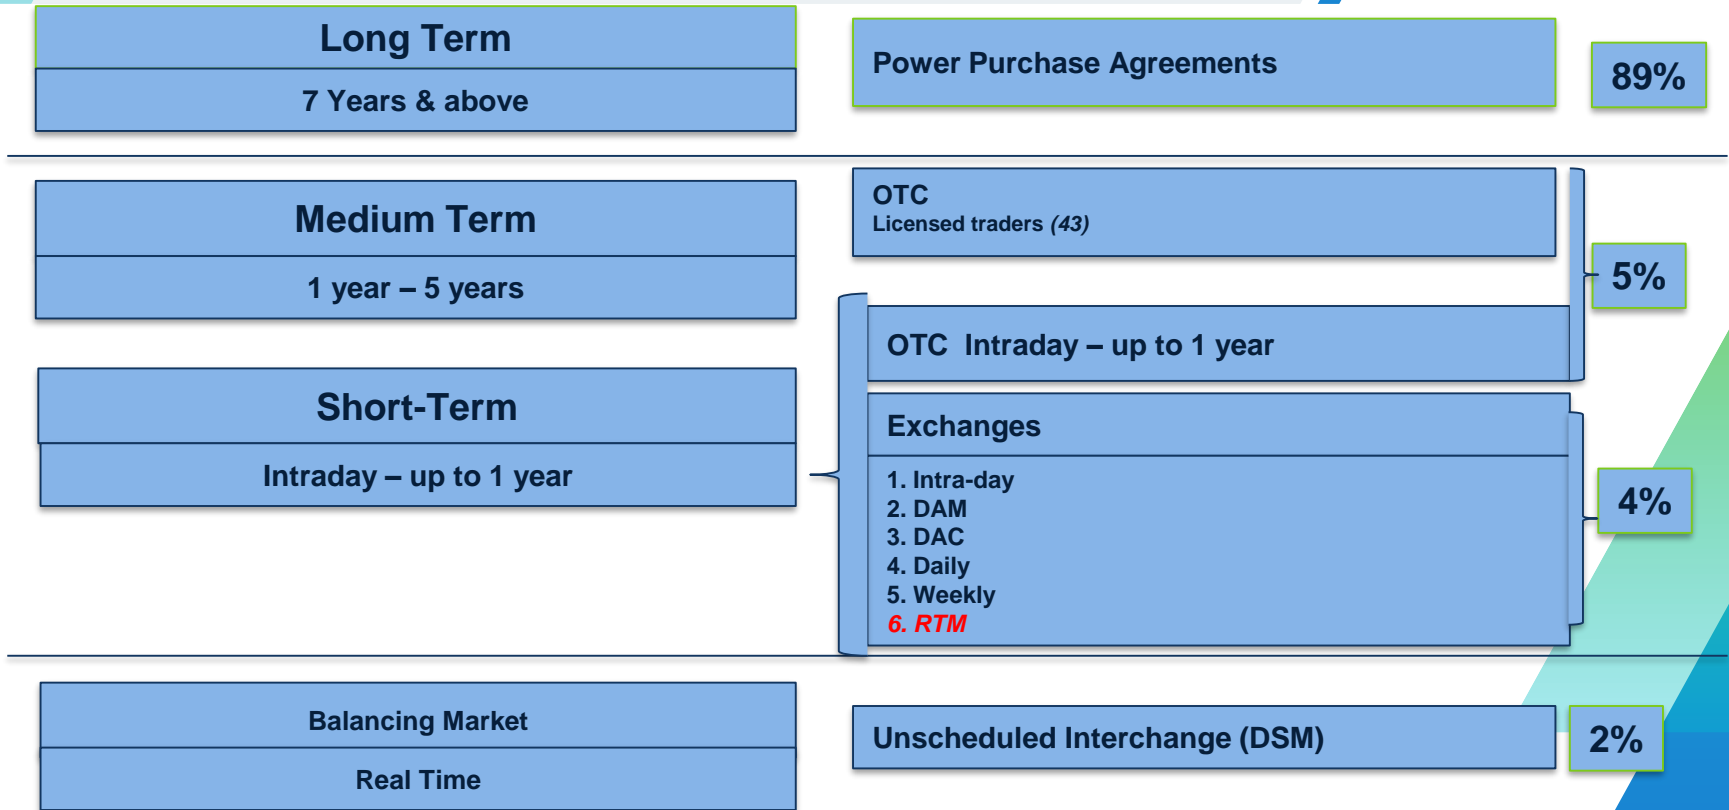 Long Term
7 Years & above
Power Purchase Agreements
89%
Medium Term
1 year – 5 years
OTC
Licensed traders (43)
OTC Intraday – up to 1 year
5%
Short-Term
Intraday – up to 1 year
Exchanges
1. Intra-day
2. DAM
3. DAC
4. Daily
5. Weekly
6. RTM
4%
Balancing Market
Real Time
Unscheduled Interchange (DSM)
2%